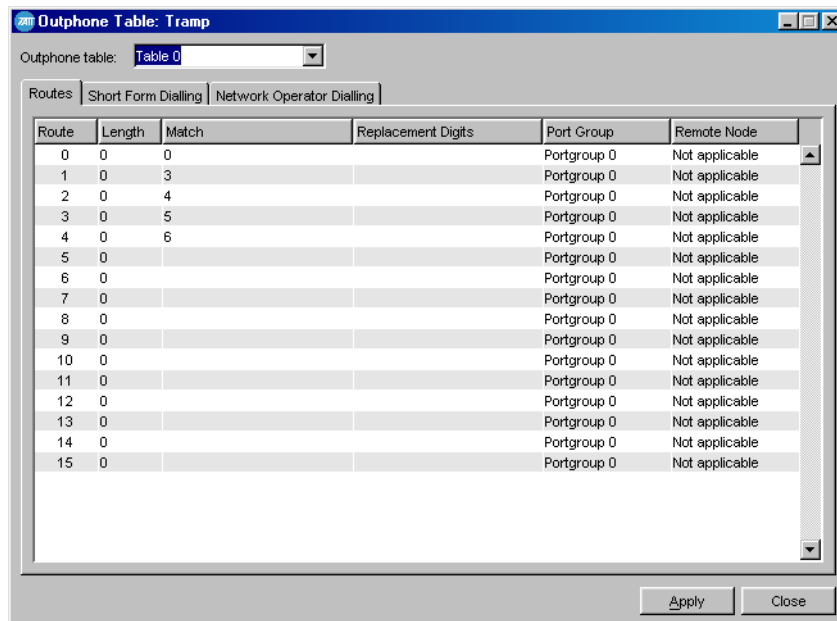 Outphone Table: Tramp
Outphone table: Table 0
Routes Short Form Dialling Network Operator Dialling
Route Length Match Replacement Digits Port Group Remote Node
0 0 0 Portgroup 0 Not applicable
1 0 3 Portgroup 0 Not applicable
2 0 4 Portgroup 0 Not applicable
3 0 5 Portgroup 0 Not applicable
4 0 6 Portgroup 0 Not applicable
5 0 Portgroup 0 Not applicable
6 0 Portgroup 0 Not applicable
7 0 Portgroup 0 Not applicable
8 0 Portgroup 0 Not applicable
9 0 Portgroup 0 Not applicable
10 0 Portgroup 0 Not applicable
11 0 Portgroup 0 Not applicable
12 0 Portgroup 0 Not applicable
13 0 Portgroup 0 Not applicable
14 0 Portgroup 0 Not applicable
15 0 Portgroup 0 Not applicable
Apply Close